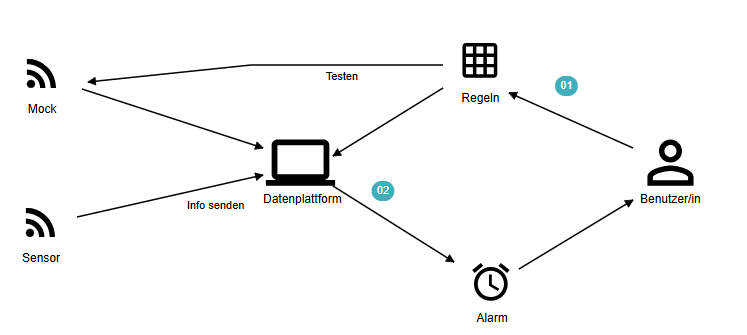 Testen
01
Regeln
Mock
02
Datenplattform
Benutzer/in
Info senden
Sensor
Alarm